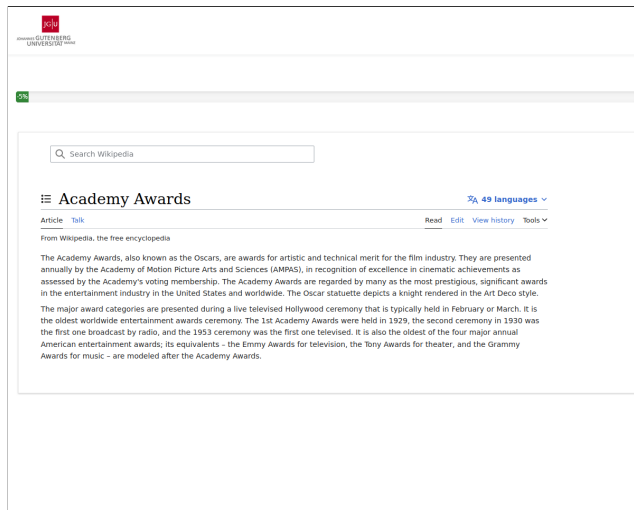 JG|U
JOHANNES GUTENBERG
UNIVERSITÄT MAINZ
5%
Search Wikipedia
Academy Awards
49 languages
Article Talk Read Edit View history Tools
From Wikipedia, the free encyclopedia
The Academy Awards, also known as the Oscars, are awards for artistic and technical merit for the film industry. They are presented
annually by the Academy of Motion Picture Arts and Sciences (AMPAS), in recognition of excellence in cinematic achievements as
assessed by the Academy's voting membership. The Academy Awards are regarded by many as the most prestigious, significant awards
in the entertainment industry in the United States and worldwide. The Oscar statuette depicts a knight rendered in the Art Deco style.
The major award categories are presented during a live televised Hollywood ceremony that is typically held in February or March. It is
the oldest worldwide entertainment awards ceremony. The 1st Academy Awards were held in 1929, the second ceremony in 1930 was
the first one broadcast by radio, and the 1953 ceremony was the first one televised. It is also the oldest of the four major annual
American entertainment awards; its equivalents – the Emmy Awards for television, the Tony Awards for theater, and the Grammy
Awards for music – are modeled after the Academy Awards.